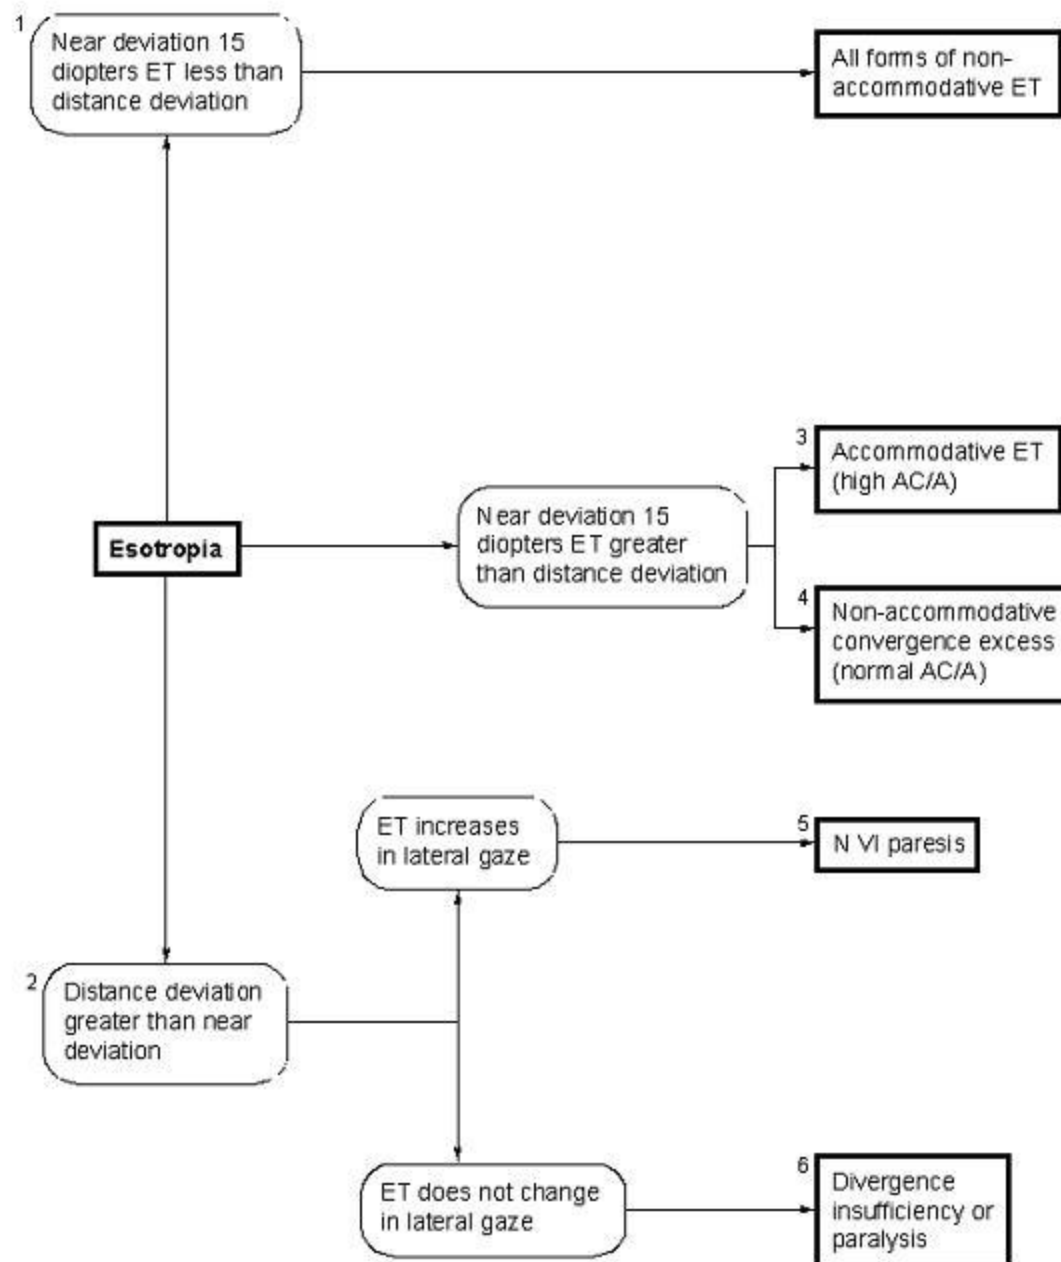 1
Near deviation 15
diopters ET less than
distance deviation
All forms of non-
accommodative ET
3
Accommodative ET
(high AC/A)
Esotropia
Near deviation 15
diopters ET greater
than distance deviation
4
Non-accommodative
convergence excess
(normal AC/A)
ET increases
in lateral gaze
5
N VI paresis
2
Distance deviation
greater than near
deviation
ET does not change
in lateral gaze
6
Divergence
insufficiency or
paralysis